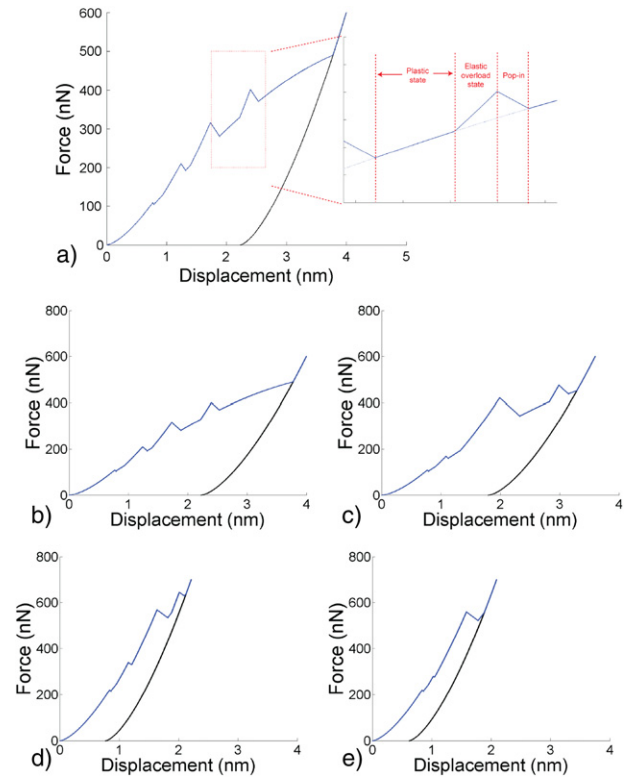 600
500
400
300
200
100
0
Force (nN)
0 1 2 3 4 5
Displacement (nm)
a)
Plastic
state
Elastic
overload
state
Pop-in
800
600
400
200
0
Force (nN)
0 1 2 3 4
Displacement (nm)
b)
800
600
400
200
0
Force (nN)
0 1 2 3 4
Displacement (nm)
c)
800
600
400
200
0
Force (nN)
0 1 2 3 4
Displacement (nm)
d)
800
600
400
200
0
Force (nN)
0 1 2 3 4
Displacement (nm)
e)